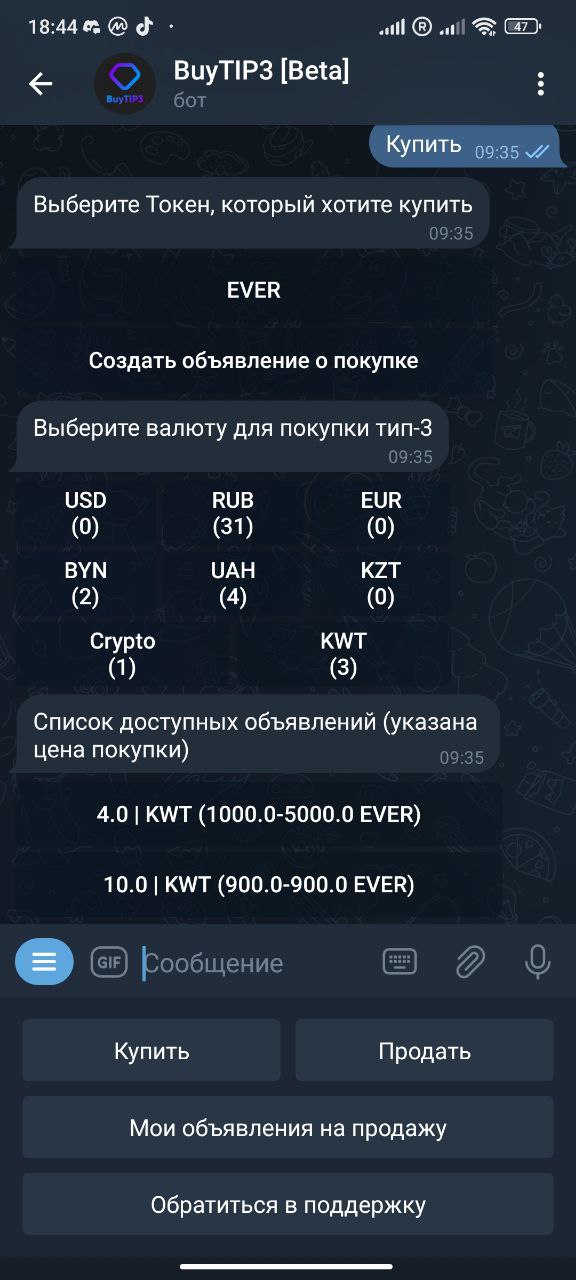 18:44
R
47
BuyTIP3 [Beta]
BuyTIP3
бот
Купить 09:35
Выберите Токен, который хотите купить
09:35
EVER
Создать объявление о покупке
Выберите валюту для покупки тип-3
09:35
USD RUB EUR
(0) (31) (0)
BYN UAH KZT
(2) (4) (0)
Crypto KWT
(1) (3)
Список доступных объявлений (указана
цена покупки) 09:35
4.0 | KWT (1000.0-5000.0 EVER)
10.0 | KWT (900.0-900.0 EVER)
GIF Сообщение
Купить Продать
Мои объявления на продажу
Обратиться в поддержку